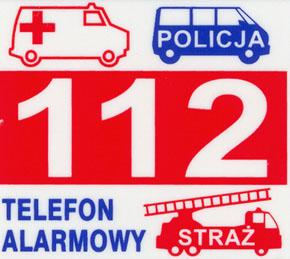 POLICJA
112
TELEFON
ALARMOWY
STRAŻ